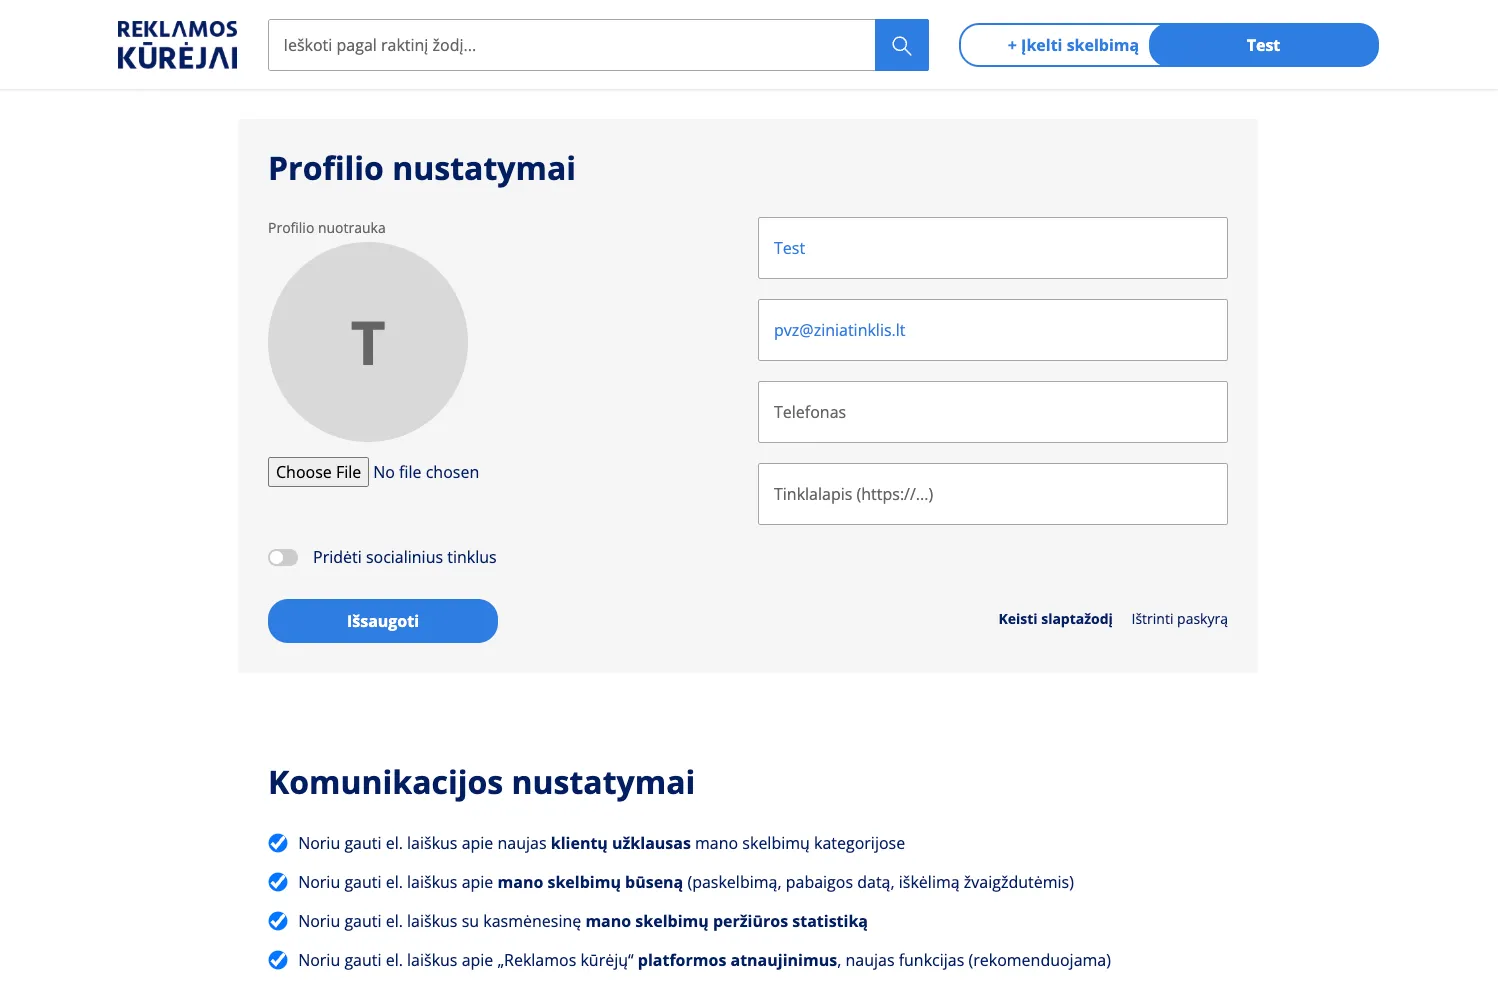 REKLAMOS
KŪRĖJAI
Ieškoti pagal raktinį žodį...
+ Įkelti skelbimą
Test
Profilio nustatymai
Profilio nuotrauka
T
Choose File No file chosen
Test
pvz@ziniatinklis.lt
Telefonas
Tinklalapis (https://...)
Pridėti socialinius tinklus
Išsaugoti
Keisti slaptažodį
Ištrinti paskyrą
Komunikacijos nustatymai
Noriu gauti el. laiškus apie naujas klientų užklausas mano skelbimų kategorijose
Noriu gauti el. laiškus apie mano skelbimų būseną (paskelbimą, pabaigos datą, iškėlimą žvaigždutėmis)
Noriu gauti el. laiškus su kasmėnesinę mano skelbimų peržiūros statistiką
Noriu gauti el. laiškus apie „Reklamos kūrėjų“ platformos atnaujinimus, naujas funkcijas (rekomenduojama)